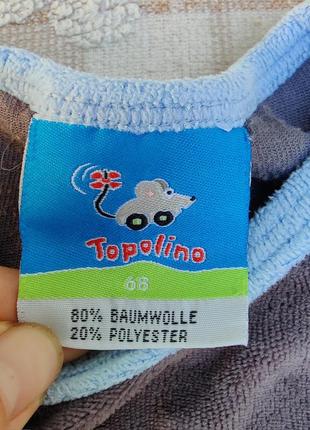 Topolino
68
80% BAUMWOLLE
20% POLYESTER